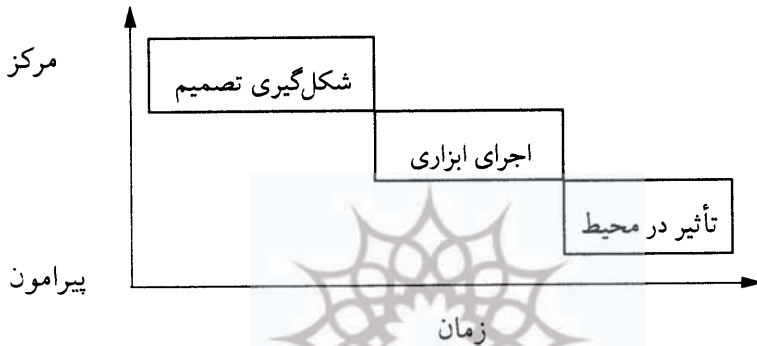 مرکز
شکل‌گیری تصمیم
اجرای ابزاری
تأثیر در محیط
پیرامون
زمان